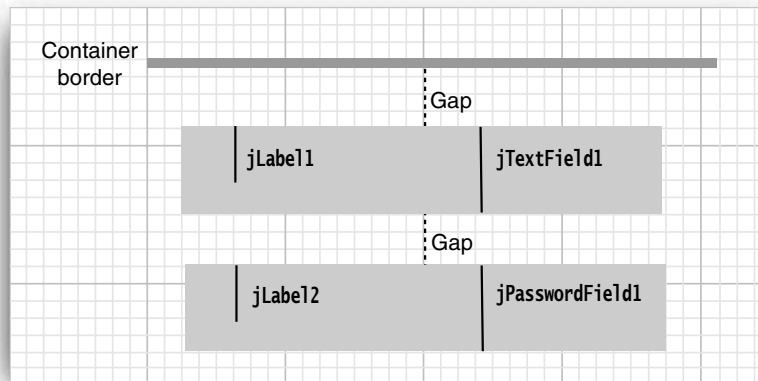 Container
border
Gap
jLabel1
jTextField1
Gap
jLabel2
jPasswordField1